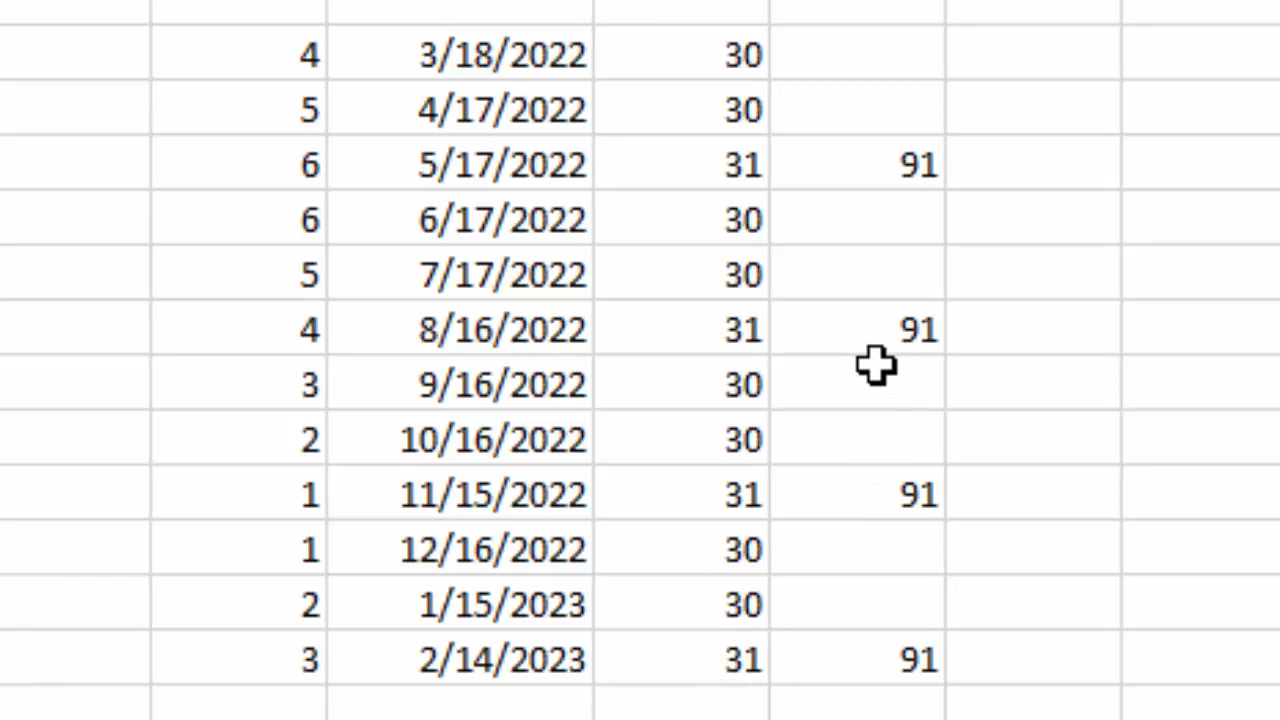 4 3/18/2022 30
5 4/17/2022 30
6 5/17/2022 31 91
6 6/17/2022 30
5 7/17/2022 30
4 8/16/2022 31 91
3 9/16/2022 30
2 10/16/2022 30
1 11/15/2022 31 91
1 12/16/2022 30
2 1/15/2023 30
3 2/14/2023 31 91